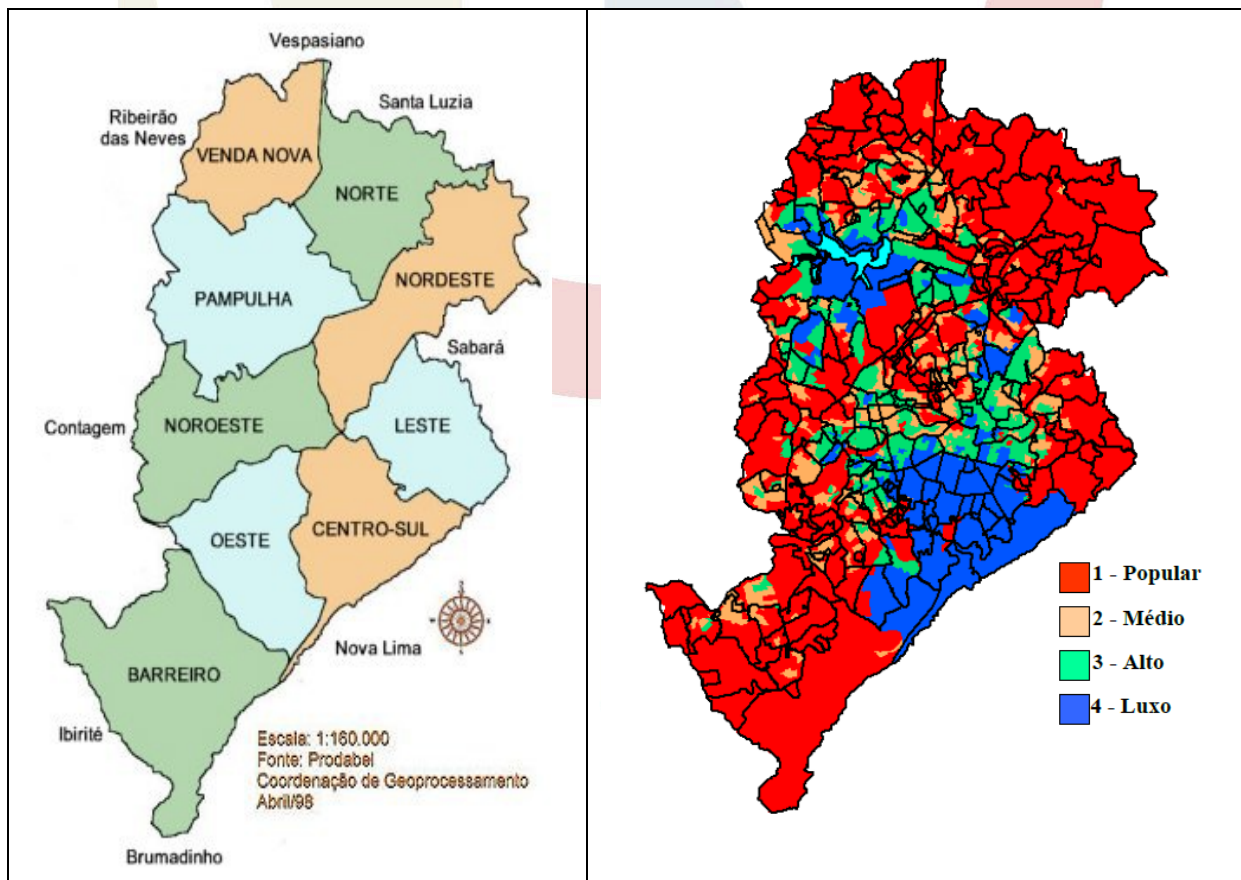 Vespasiano
Santa Luzia
Ribeirão
das Neves
VENDA NOVA
NORTE
NORDESTE
PAMPULHA
Sabará
Contagem
NOROESTE
LESTE
OESTE
CENTRO-SUL
Nova Lima
BARREIRO
Ibirité
Escala: 1:160.000
Fonte: Prodabel
Coordenação de Geoprocessamento
Abril/98
Brumadinho
1 - Popular
2 - Médio
3 - Alto
4 - Luxo